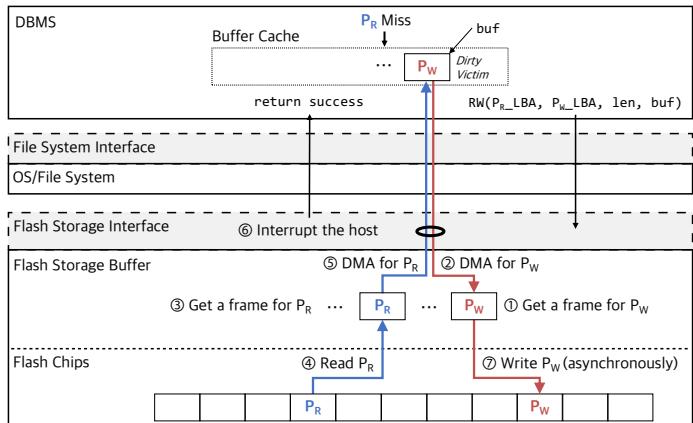 DBMS
P_R Miss
buf
Buffer Cache
... P_W Dirty Victim
return success
RW(P_R_LBA, P_W_LBA, len, buf)
File System Interface
OS/File System
Flash Storage Interface
⑥ Interrupt the host
Flash Storage Buffer
⑤ DMA for P_R
② DMA for P_W
③ Get a frame for P_R ... P_R ... P_W ① Get a frame for P_W
Flash Chips
④ Read P_R
⑦ Write P_W (asynchronously)
P_R P_W